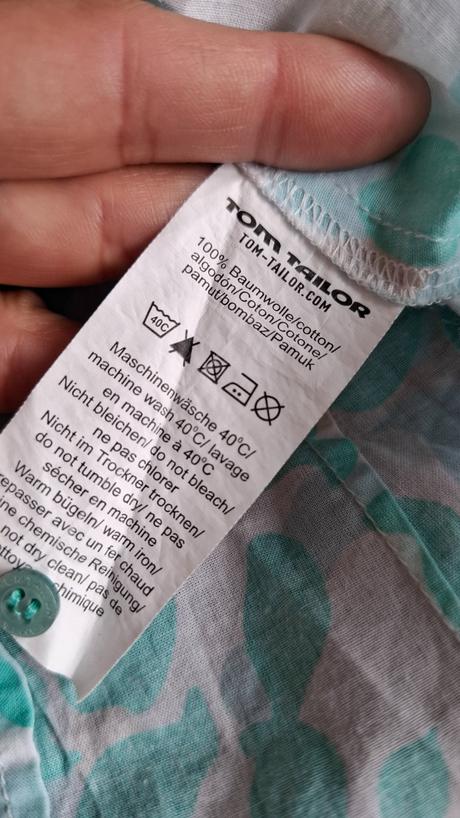 TOM TAILOR
TOM-TAILOR.COM
100% Baumwolle/cotton/
algodón/Coton/Cotone/
pamut/bombaz/Pamuk
40C
Maschinenwäsche 40°C/
machine wash 40°C/lavage
en machine à 40°C
Nicht bleichen/ do not bleach/
ne pas chlorer
Nicht im Trockner trocknen/
do not tumble dry/ ne pas
sécher en machine
Warm bügeln/ warm iron/
repasser avec un fer chaud
chemische Reinigung/
not dry clean/ pas de
chimique